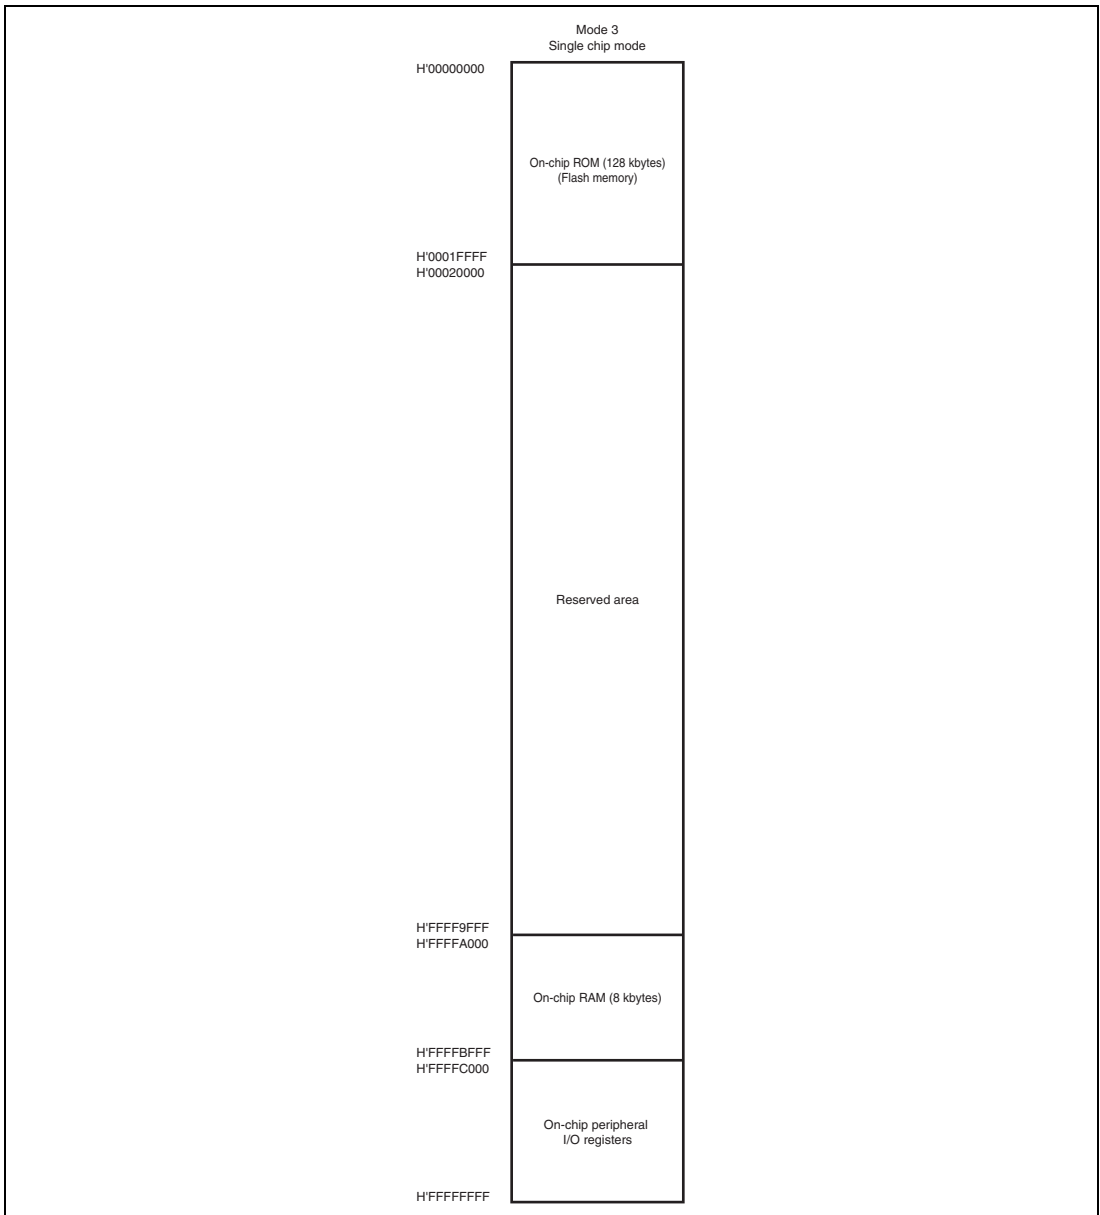 Mode 3
Single chip mode
H'00000000
On-chip ROM (128 kbytes)
(Flash memory)
H'0001FFFF
H'00020000
Reserved area
H'FFFF9FFF
H'FFFFA000
On-chip RAM (8 kbytes)
H'FFFFBFFF
H'FFFFC000
On-chip peripheral
I/O registers
H'FFFFFFFF